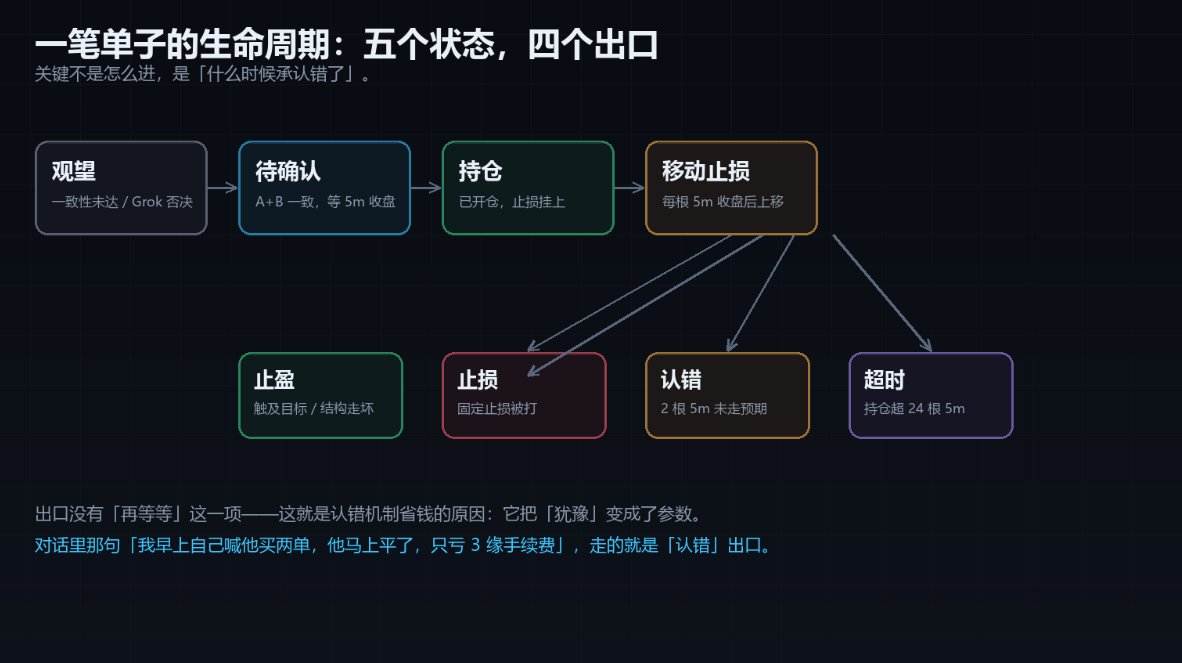 一笔单子的生命周期：五个状态，四个出口
关键不是怎么进，是「什么时候承认错了」。
观望
一致性未达 / Grok 否决
待确认
A+B 一致，等 5m 收盘
持仓
已开仓，止损挂上
移动止损
每根 5m 收盘后上移
止盈
触及目标 / 结构走坏
止损
固定止损被打
认错
2 根 5m 未走预期
超时
持仓超 24 根 5m
出口没有「再等等」这一项——这就是认错机制省钱的原因：它把「犹豫」变成了参数。
对话里那句「我早上自己喊他买两单，他马上平了，只亏 3 缘手续费」，走的就是「认错」出口。